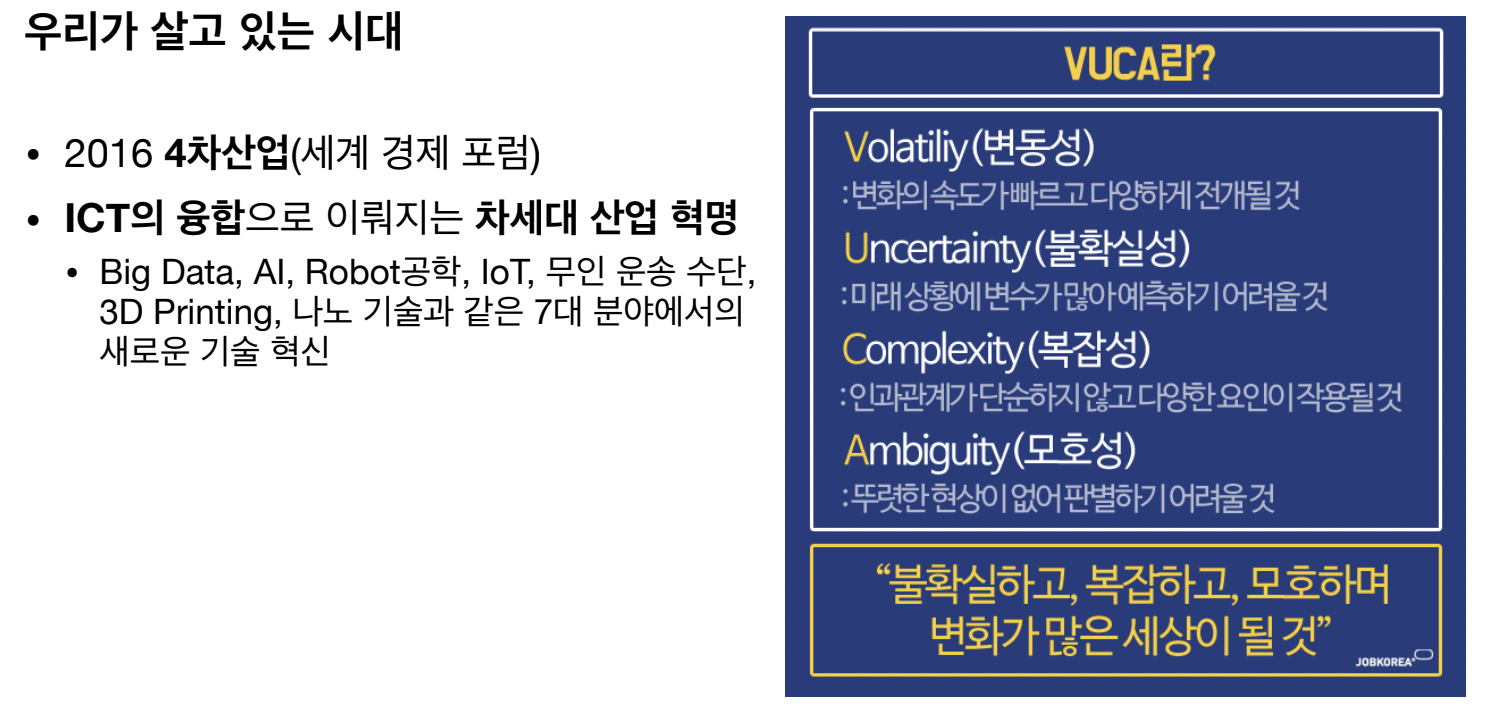 우리가 살고 있는 시대
• 2016 4차산업(세계 경제 포럼)
• ICT의 융합으로 이뤄지는 차세대 산업 혁명
• Big Data, AI, Robot공학, IoT, 무인 운송 수단,
3D Printing, 나노 기술과 같은 7대 분야에서의
새로운 기술 혁신
VUCA란?
Volatiliy(변동성)
:변화의 속도가 빠르고 다양하게 전개될 것
Uncertainty(불확실성)
:미래 상황에 변수가 많아 예측하기 어려울 것
Complexity(복잡성)
:인과관계가 단순하지 않고 다양한 요인이 작용될 것
Ambiguity(모호성)
:뚜렷한 현상이 없어 판별하기 어려울 것
“불확실하고, 복잡하고, 모호하며
변화가 많은 세상이 될 것”
JOBKOREA